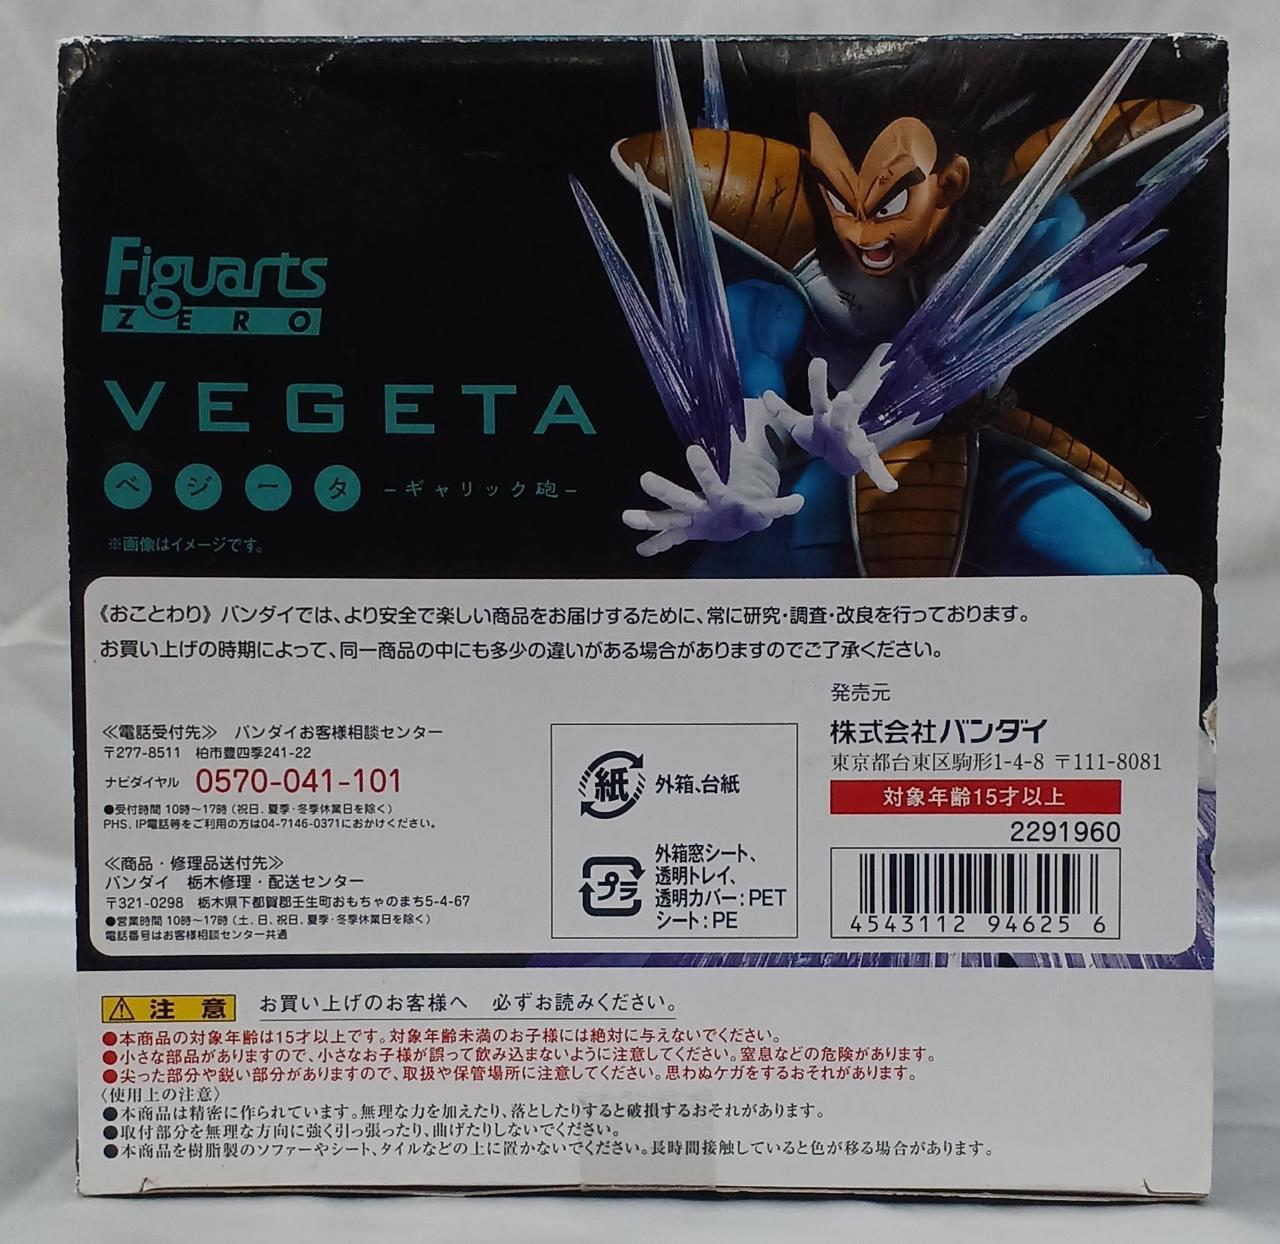 Figuarts
ZERO
VEGETA
ベジータ -ギャリック砲-
※画像はイメージです。
《おことわり》バンダイでは、より安全で楽しい商品をお届けするために、常に研究・調査・改良を行っております。
お買い上げの時期によって、同一商品の中にも多少の違いがある場合がありますのでご了承ください。
≪電話受付先≫ バンダイお客様相談センター
〒277-8511 柏市豊四季241-22
ナビダイヤル 0570-041-101
●受付時間 10時〜17時（祝日、夏季・冬季休業日を除く）
PHS、IP電話等をご利用の方は04-7146-0371におかけください。
≪商品・修理品送付先≫
バンダイ 栃木修理・配送センター
〒321-0298 栃木県下都賀郡壬生町おもちゃのまち5-4-67
●営業時間 10時〜17時（土、日、祝日、夏季・冬季休業日を除く）
電話番号はお客様相談センター共通
紙 外箱、台紙
プラ 外箱窓シート、
透明トレイ、
透明カバー：PET
シート：PE
発売元
株式会社バンダイ
東京都台東区駒形1-4-8 〒111-8081
対象年齢15才以上
2291960
4543112 94625 6
注 意 お買い上げのお客様へ 必ずお読みください。
●本商品の対象年齢は15才以上です。対象年齢未満のお子様には絶対に与えないでください。
●小さな部品がありますので、小さなお子様が誤って飲み込まないように注意してください。窒息などの危険があります。
●尖った部分や鋭い部分がありますので、取扱や保管場所に注意してください。思わぬケガをするおそれがあります。
〈使用上の注意〉
●本商品は精密に作られています。無理な力を加えたり、落としたりすると破損するおそれがあります。
●取付部分を無理な方向に強く引っ張ったり、曲げたりしないでください。
●本商品を樹脂製のソファーやシート、タイルなどの上に置かないでください。長時間接触していると色が移る場合があります。